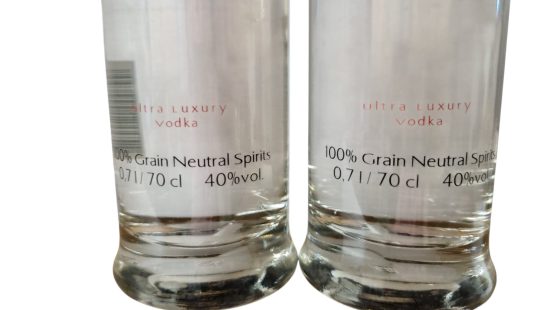 ultra Luxury
vodka
100% Grain Neutral Spirits
0,7 l / 70 cl 40%vol.
ultra Luxury
vodka
100% Grain Neutral Spirits
0,7 l / 70 cl 40%vol.